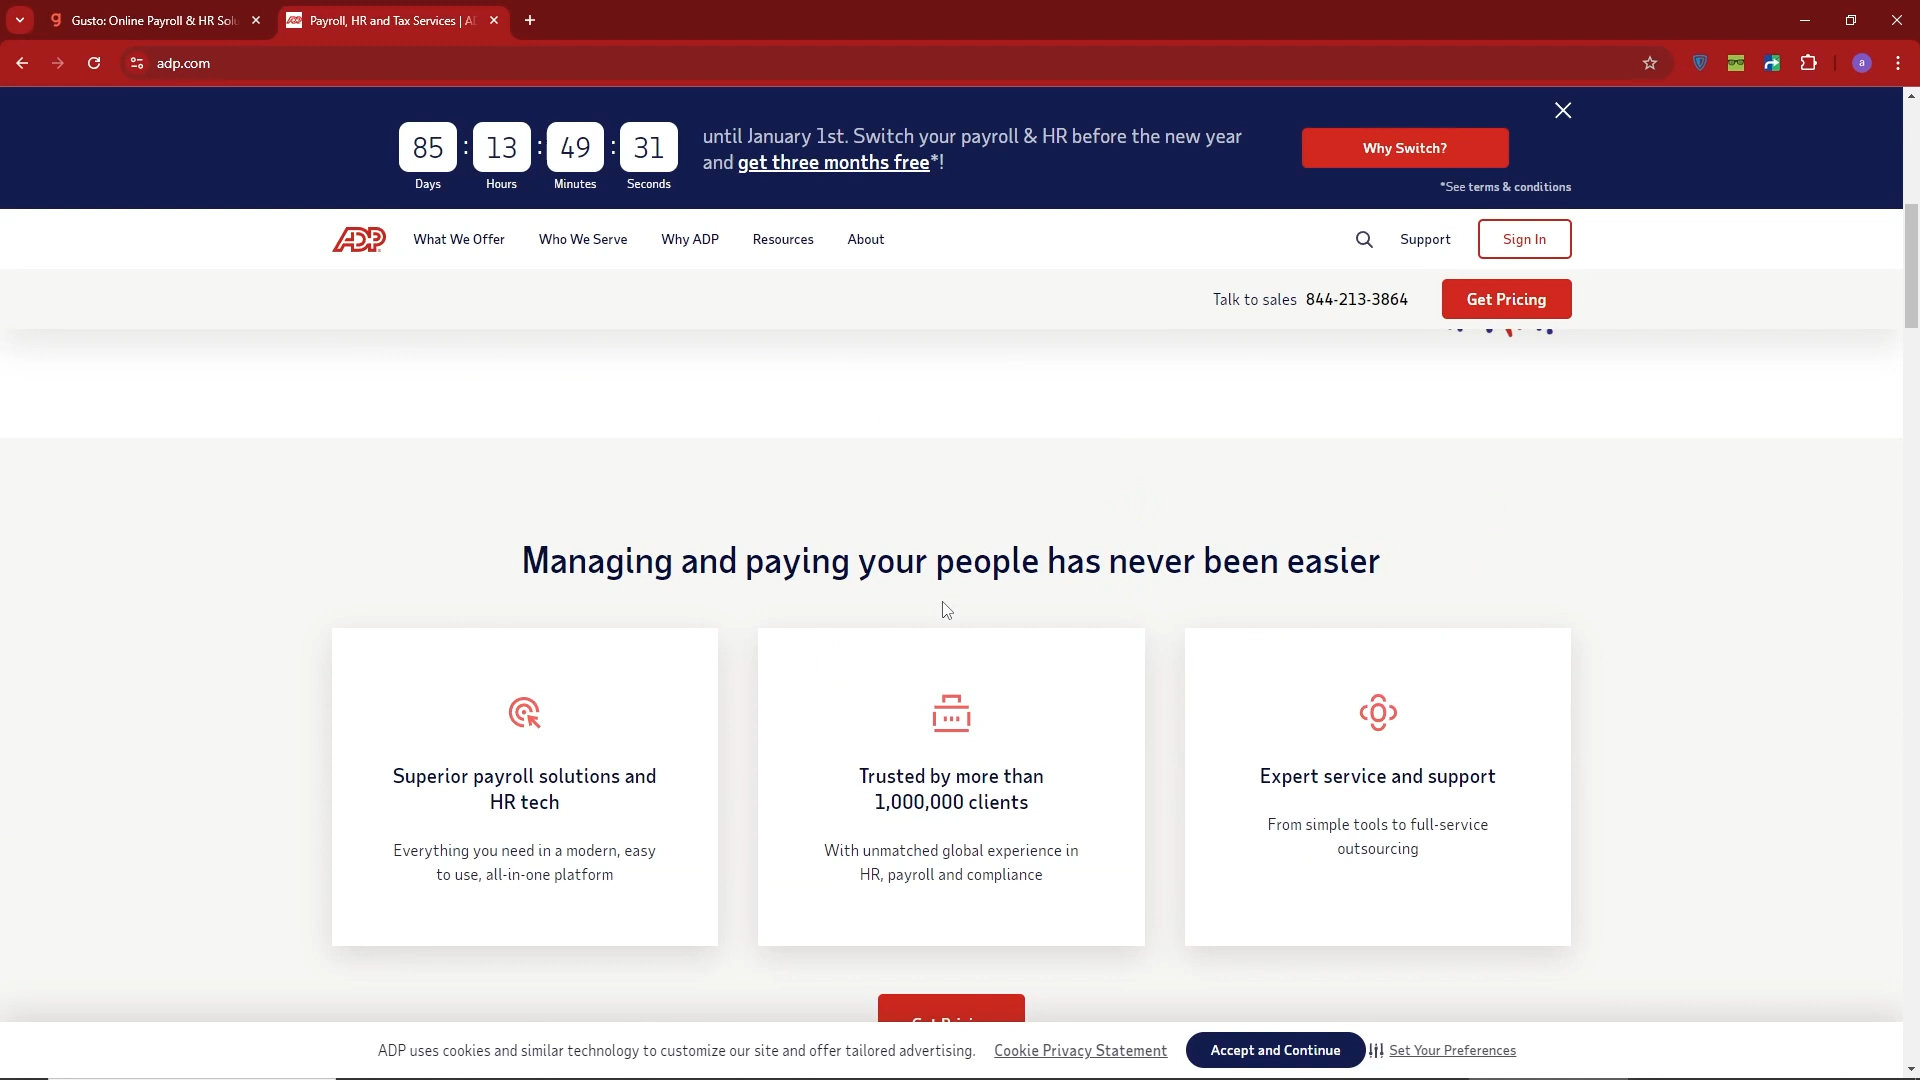 Gusto: Online Payroll & HR Solu
Payroll, HR and Tax Services | AD
adp.com
a
85 : 13 : 49 : 31
Days Hours Minutes Seconds
until January 1st. Switch your payroll & HR before the new year
and get three months free*!
Why Switch?
*See terms & conditions
ADP What We Offer Who We Serve Why ADP Resources About Support Sign In
Talk to sales 844-213-3864 Get Pricing
Managing and paying your people has never been easier
Superior payroll solutions and
HR tech
Everything you need in a modern, easy
to use, all-in-one platform
Trusted by more than
1,000,000 clients
With unmatched global experience in
HR, payroll and compliance
Expert service and support
From simple tools to full-service
outsourcing
ADP uses cookies and similar technology to customize our site and offer tailored advertising. Cookie Privacy Statement Accept and Continue Set Your Preferences